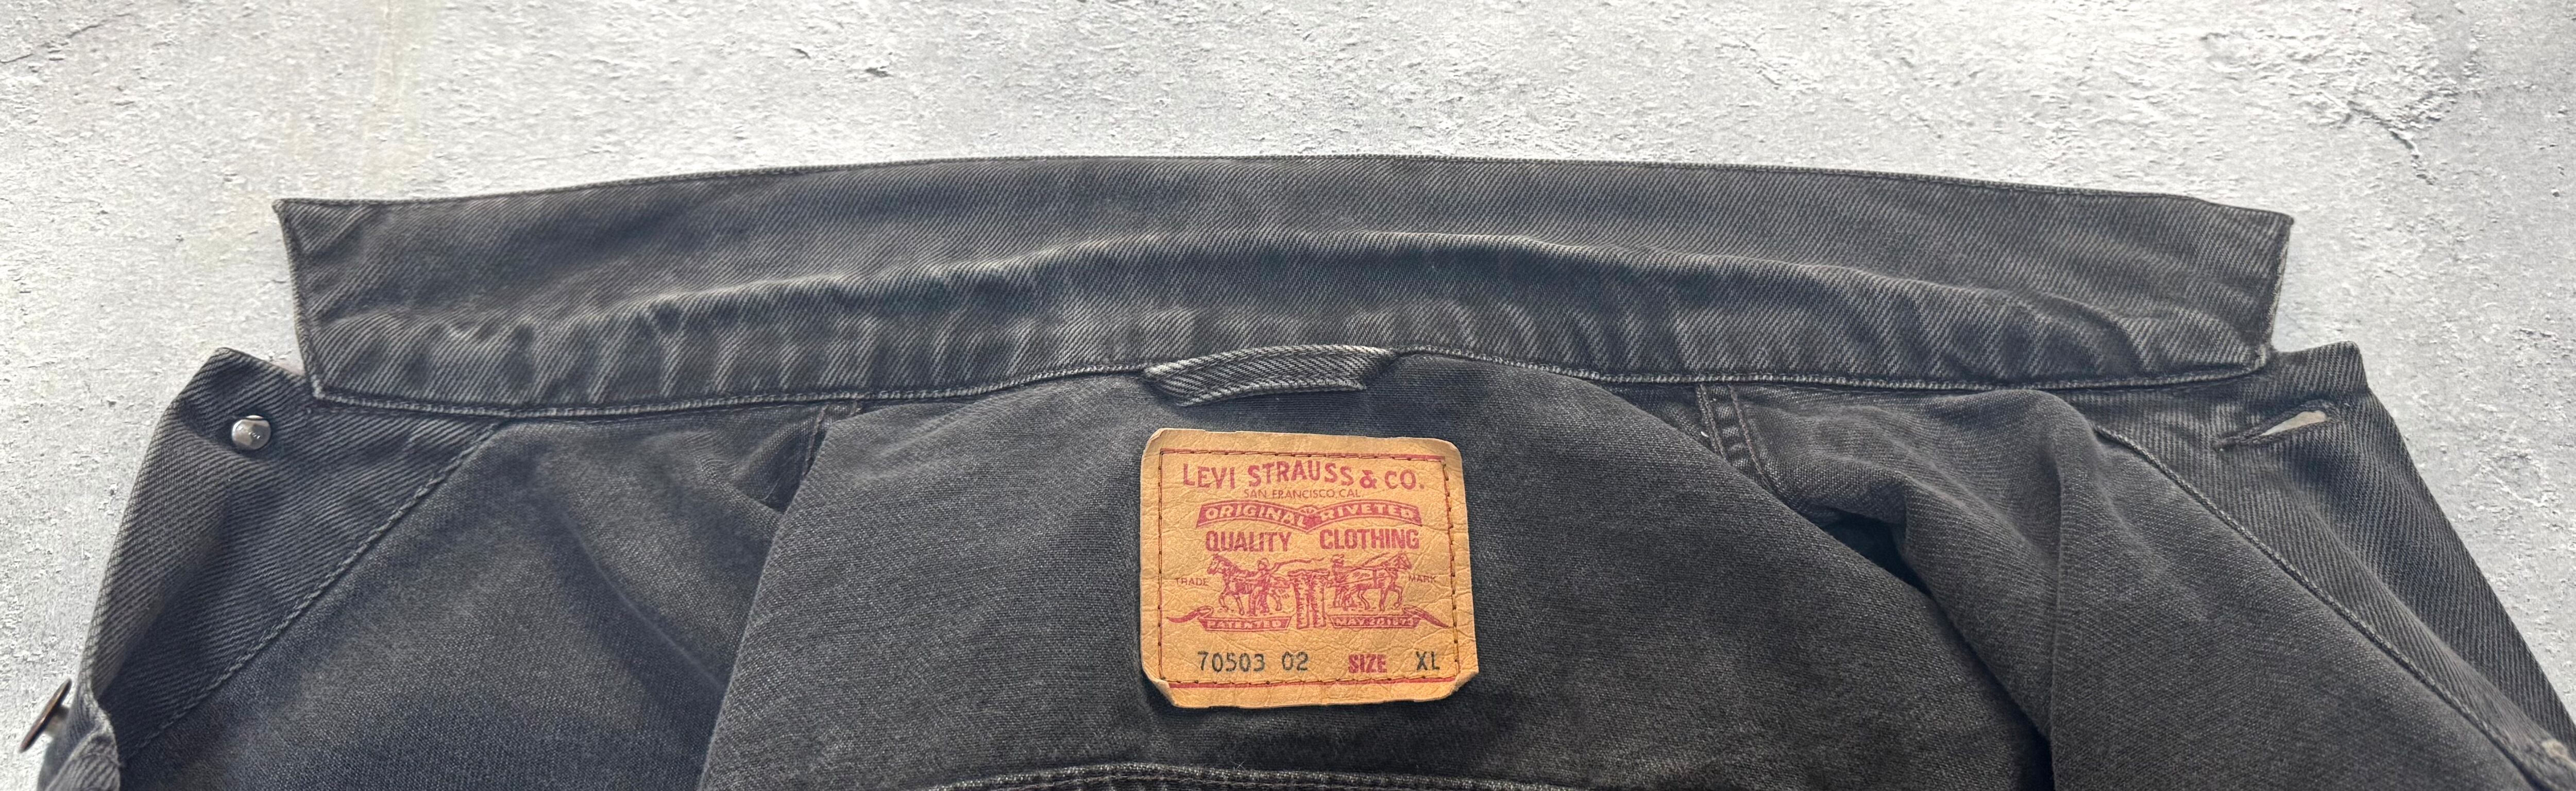 LEVI STRAUSS & CO.
SAN FRANCISCO, CAL
ORIGINAL RIVETED
QUALITY CLOTHING
TRADE MARK
PATENTED MAY 20 1873
70503 02 SIZE XL